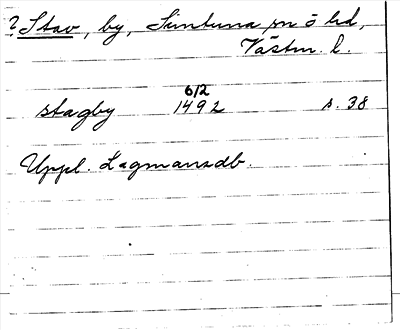 ? Stav, by, Simtuna sn o hd,
Västm. l.
6/2
stagby 1492 s. 38
Uppl. Lagmansdb.